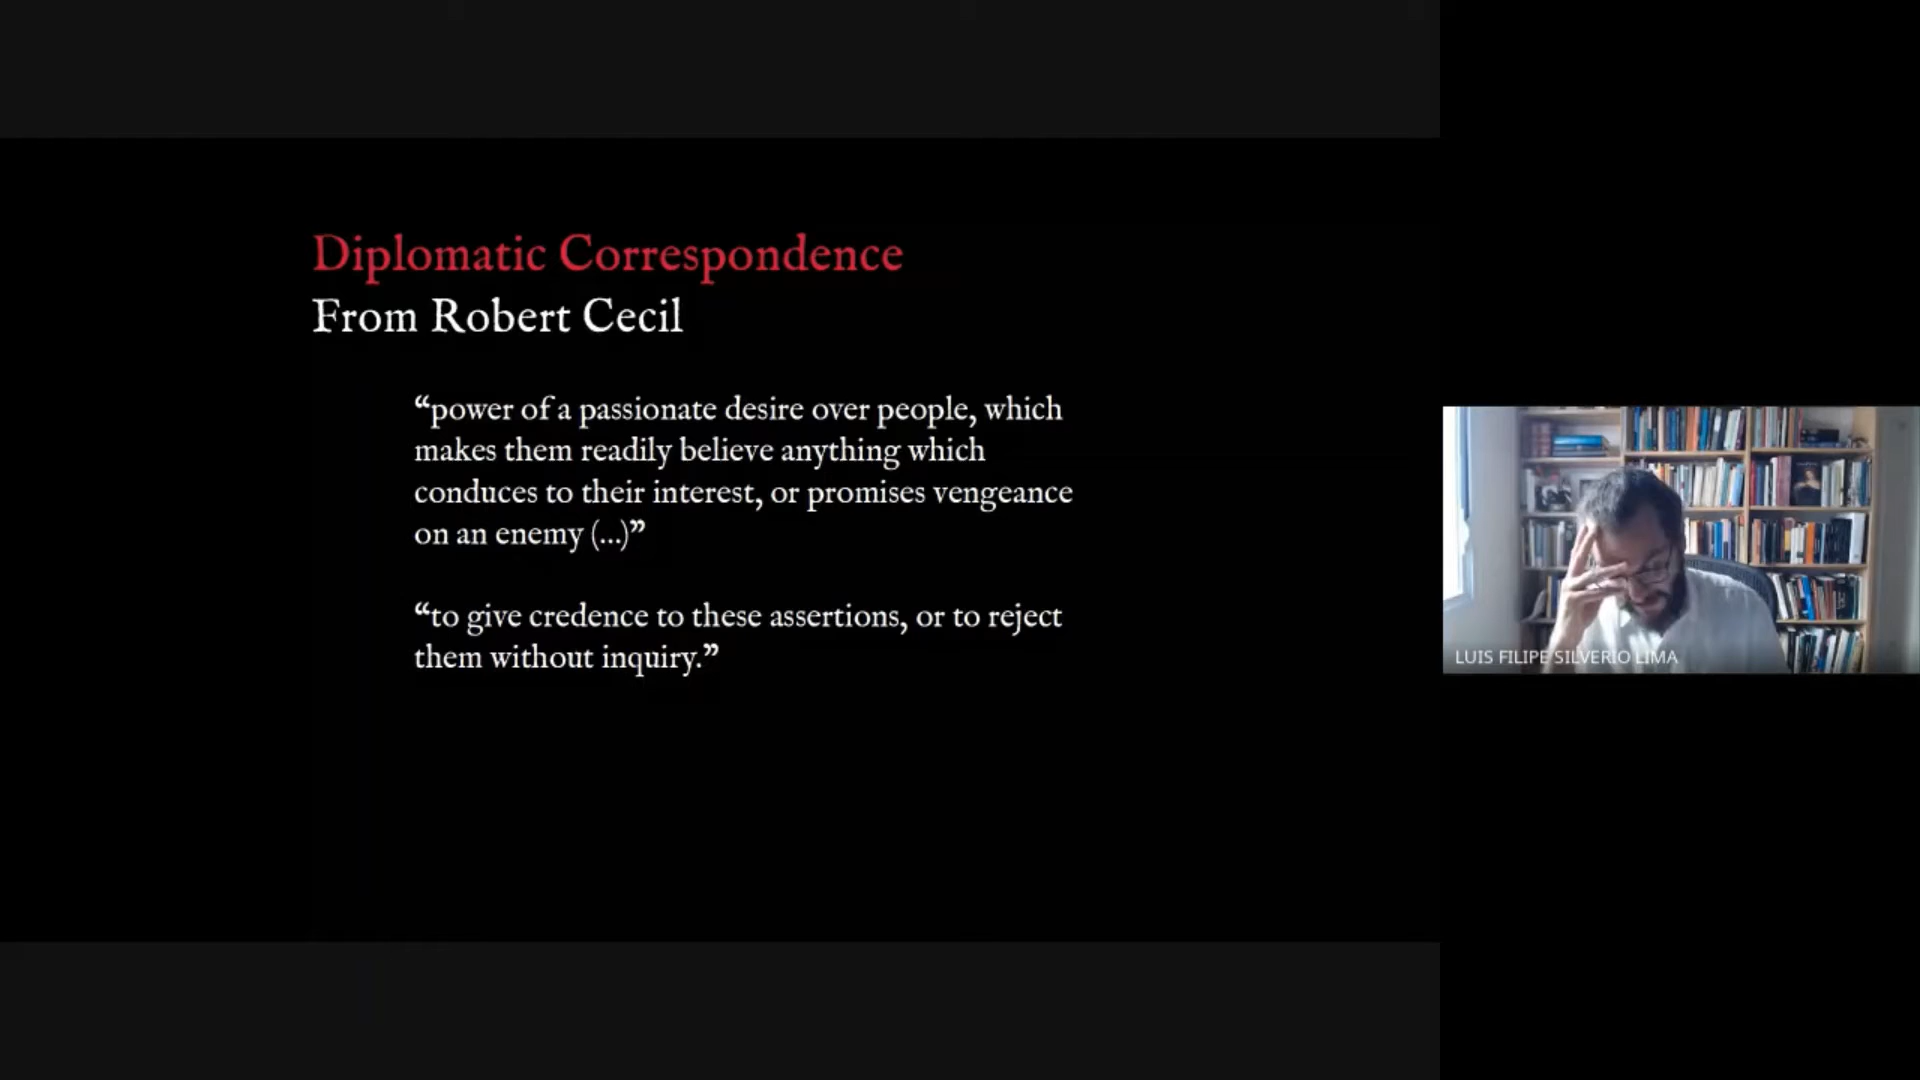 Diplomatic Correspondence
From Robert Cecil
“power of a passionate desire over people, which
makes them readily believe anything which
conduces to their interest, or promises vengeance
on an enemy (...)”
“to give credence to these assertions, or to reject
them without inquiry.”
LUIS FILIPE SILVERIO LIMA